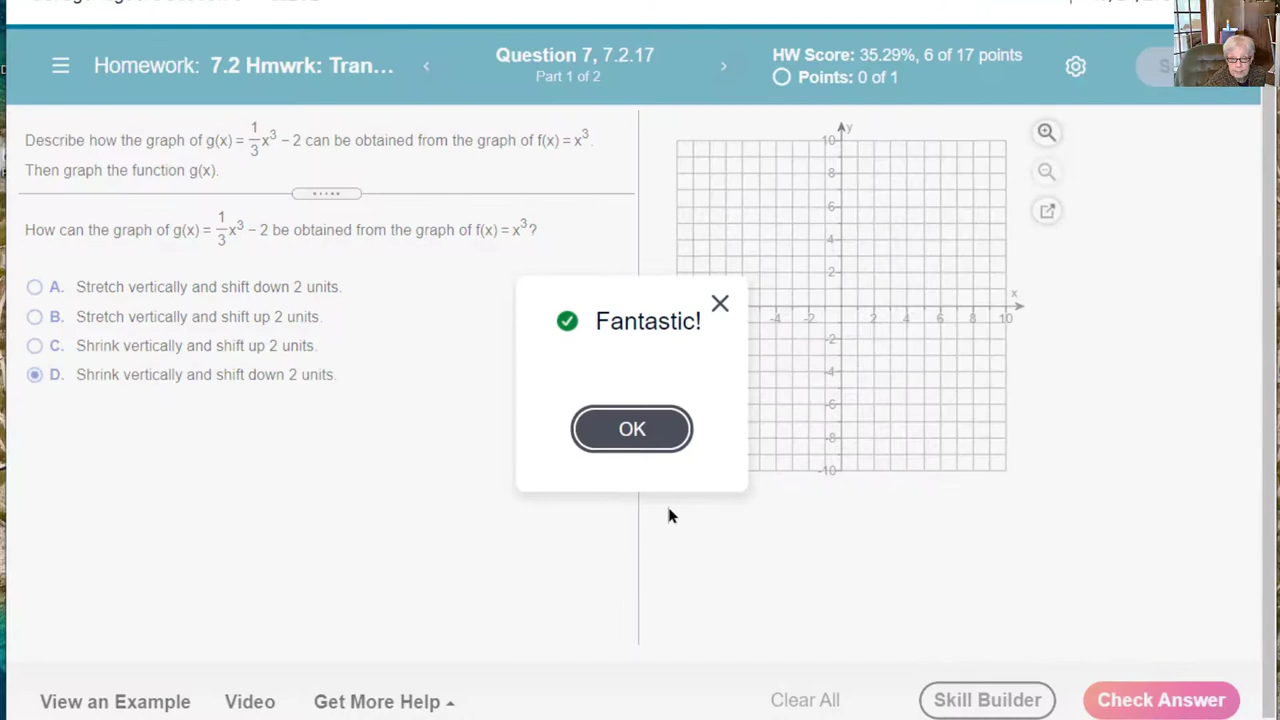 Homework: 7.2 Hmwrk: Tran...
Question 7, 7.2.17
Part 1 of 2
HW Score: 35.29%, 6 of 17 points
Points: 0 of 1
Describe how the graph of g(x) = 1/3 x³ − 2 can be obtained from the graph of f(x) = x³.
Then graph the function g(x).
How can the graph of g(x) = 1/3 x³ − 2 be obtained from the graph of f(x) = x³?
A. Stretch vertically and shift down 2 units.
B. Stretch vertically and shift up 2 units.
C. Shrink vertically and shift up 2 units.
D. Shrink vertically and shift down 2 units.
Fantastic!
OK
y
10
8
6
4
2
x
-4 -2 2 4 6 8 10
-2
-4
-6
-8
-10
View an Example
Video
Get More Help
Clear All
Skill Builder
Check Answer